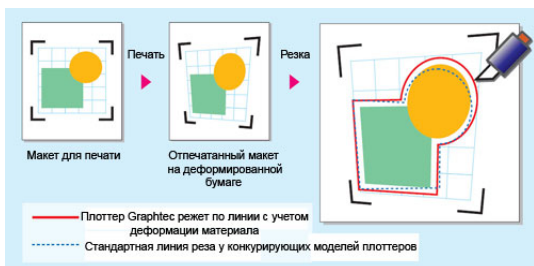 Печать
Резка
Макет для печати
Отпечатанный макет
на деформированной
бумаге
Плоттер Graphtec режет по линии с учетом
деформации материала
Стандартная линия реза у конкурирующих моделей плоттеров